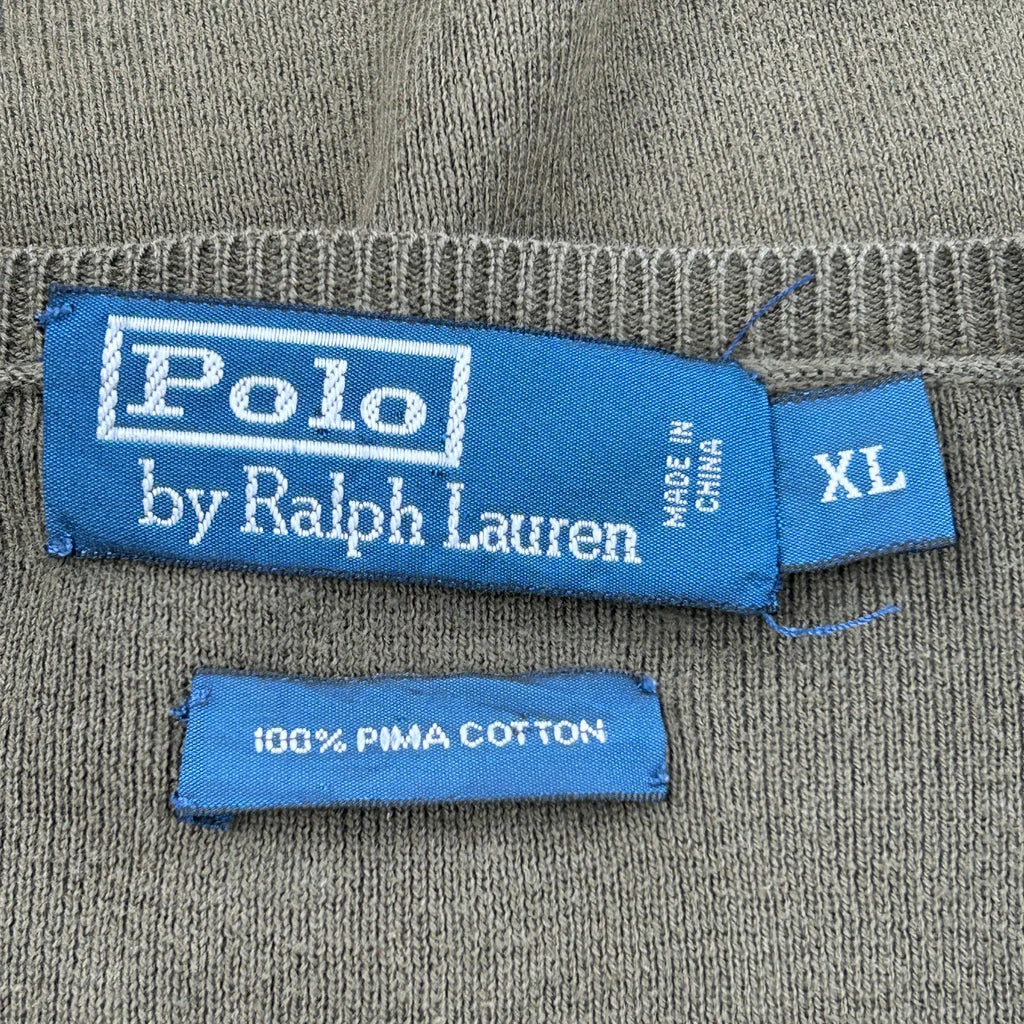 Polo
by Ralph Lauren
MADE IN
CHINA
XL
100% PIMA COTTON